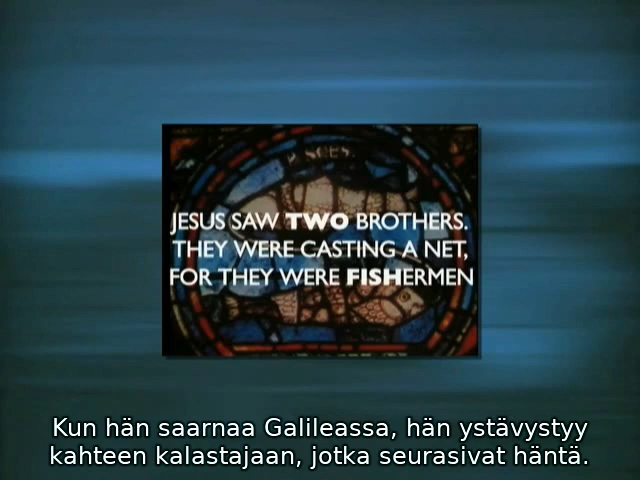 PISCES
JESUS SAW TWO BROTHERS.
THEY WERE CASTING A NET,
FOR THEY WERE FISHERMEN
Kun hän saarnaa Galileassa, hän ystävystyy
kahteen kalastajaan, jotka seurasivat häntä.